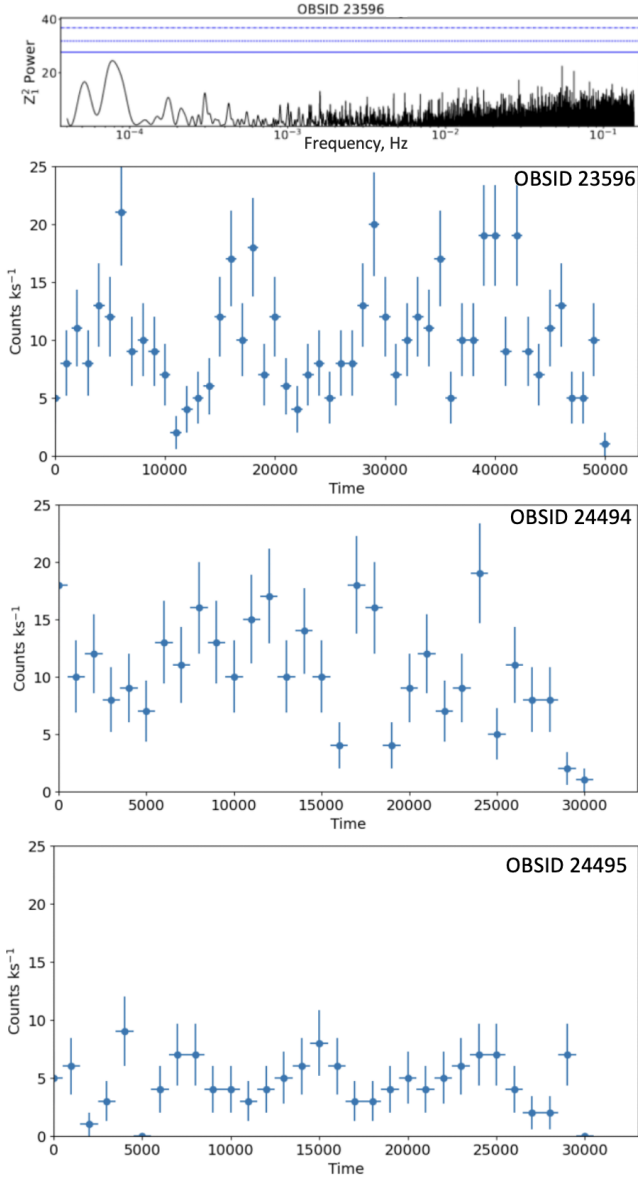 OBSID 23596
40
20
Z₁² Power
10⁻⁴ 10⁻³ 10⁻² 10⁻¹
Frequency, Hz
OBSID 23596
25
20
15
10
5
0
Counts ks⁻¹
0 10000 20000 30000 40000 50000
Time
OBSID 24494
25
20
15
10
5
0
Counts ks⁻¹
0 5000 10000 15000 20000 25000 30000
Time
OBSID 24495
25
20
15
10
5
0
Counts ks⁻¹
0 5000 10000 15000 20000 25000 30000
Time